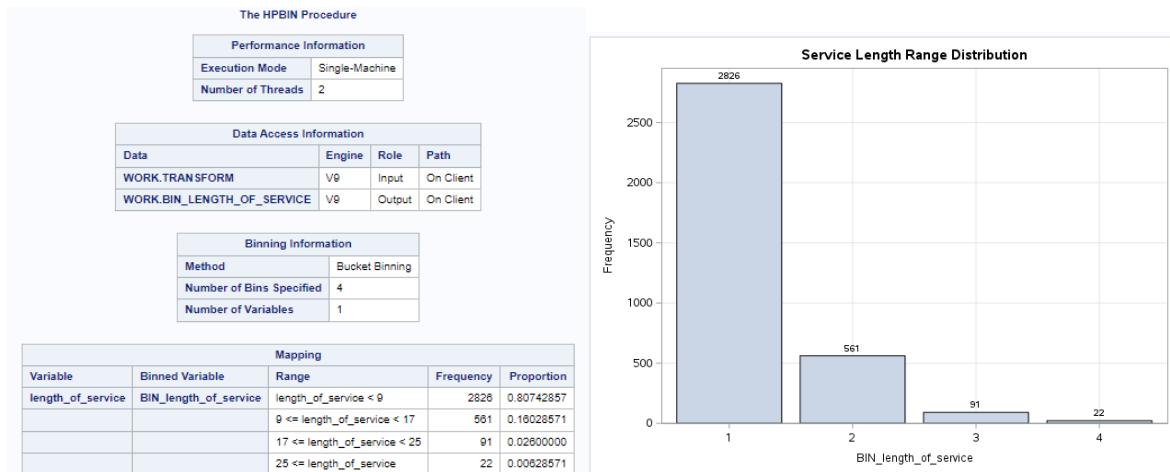 The HPBIN Procedure
Performance Information
Execution Mode Single-Machine
Number of Threads 2
Data Access Information
Data Engine Role Path
WORK.TRANSFORM V9 Input On Client
WORK.BIN_LENGTH_OF_SERVICE V9 Output On Client
Binning Information
Method Bucket Binning
Number of Bins Specified 4
Number of Variables 1
Mapping
Variable Binned Variable Range Frequency Proportion
length_of_service BIN_length_of_service length_of_service < 9 2826 0.80742857
9 <= length_of_service < 17 561 0.16028571
17 <= length_of_service < 25 91 0.02600000
25 <= length_of_service 22 0.00628571
Service Length Range Distribution
2826
2500
2000
1500
1000
561
500
91
22
0
Frequency
1 2 3 4
BIN_length_of_service